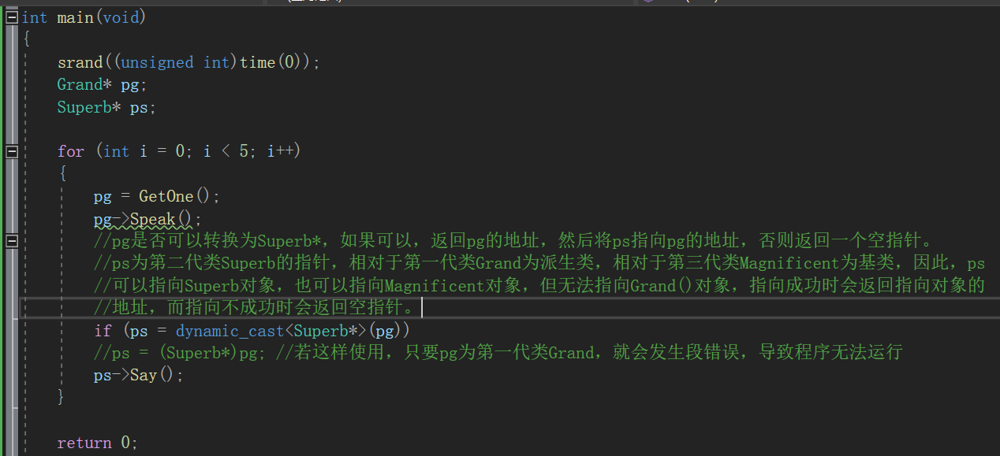 int main(void)
{
srand((unsigned int)time(0));
Grand* pg;
Superb* ps;
for (int i = 0; i < 5; i++)
{
pg = GetOne();
pg->Speak();
//pg是否可以转换为Superb*，如果可以，返回pg的地址，然后将ps指向pg的地址，否则返回一个空指针。
//ps为第二代类Superb的指针，相对于第一代类Grand为派生类，相对于第三代类Magnificent为基类，因此，ps
//可以指向Superb对象，也可以指向Magnificent对象，但无法指向Grand()对象，指向成功时会返回指向对象的
//地址，而指向不成功时会返回空指针。
if (ps = dynamic_cast<Superb*>(pg))
//ps = (Superb*)pg; //若这样使用，只要pg为第一代类Grand，就会发生段错误，导致程序无法运行
ps->Say();
}
return 0;